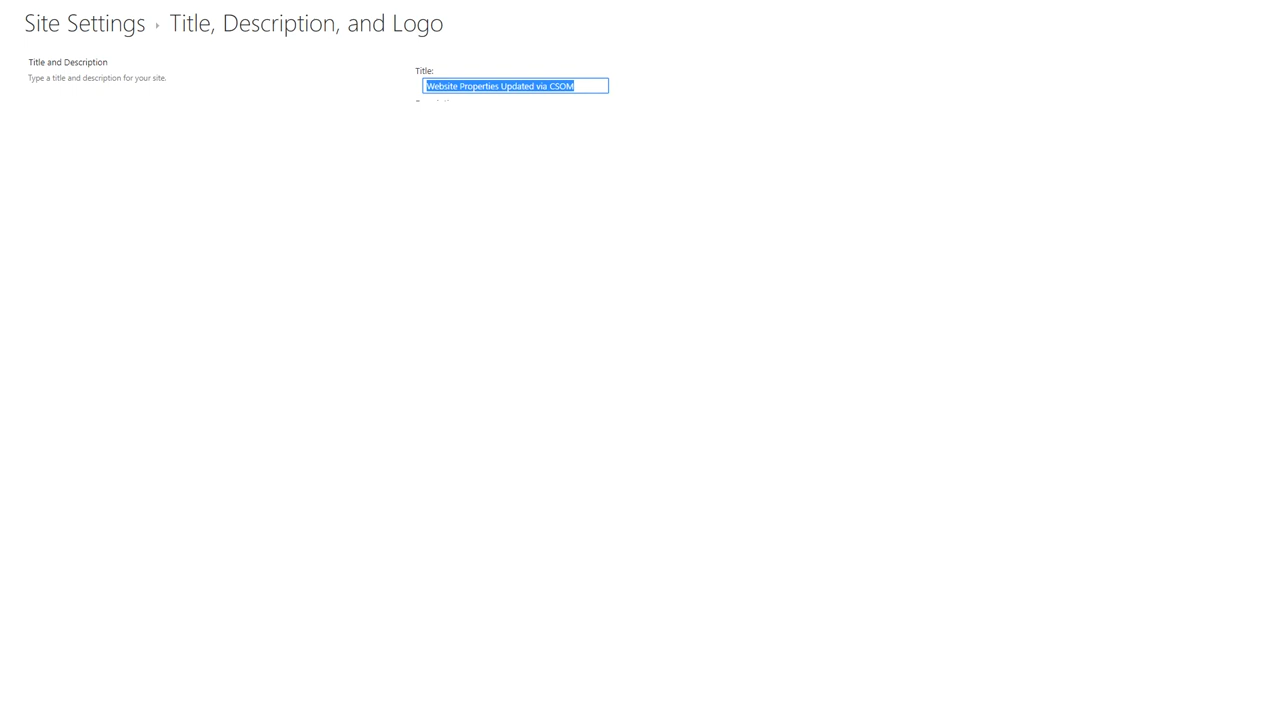 Site Settings › Title, Description, and Logo
Title and Description
Type a title and description for your site.
Title:
Website Properties Updated via CSOM